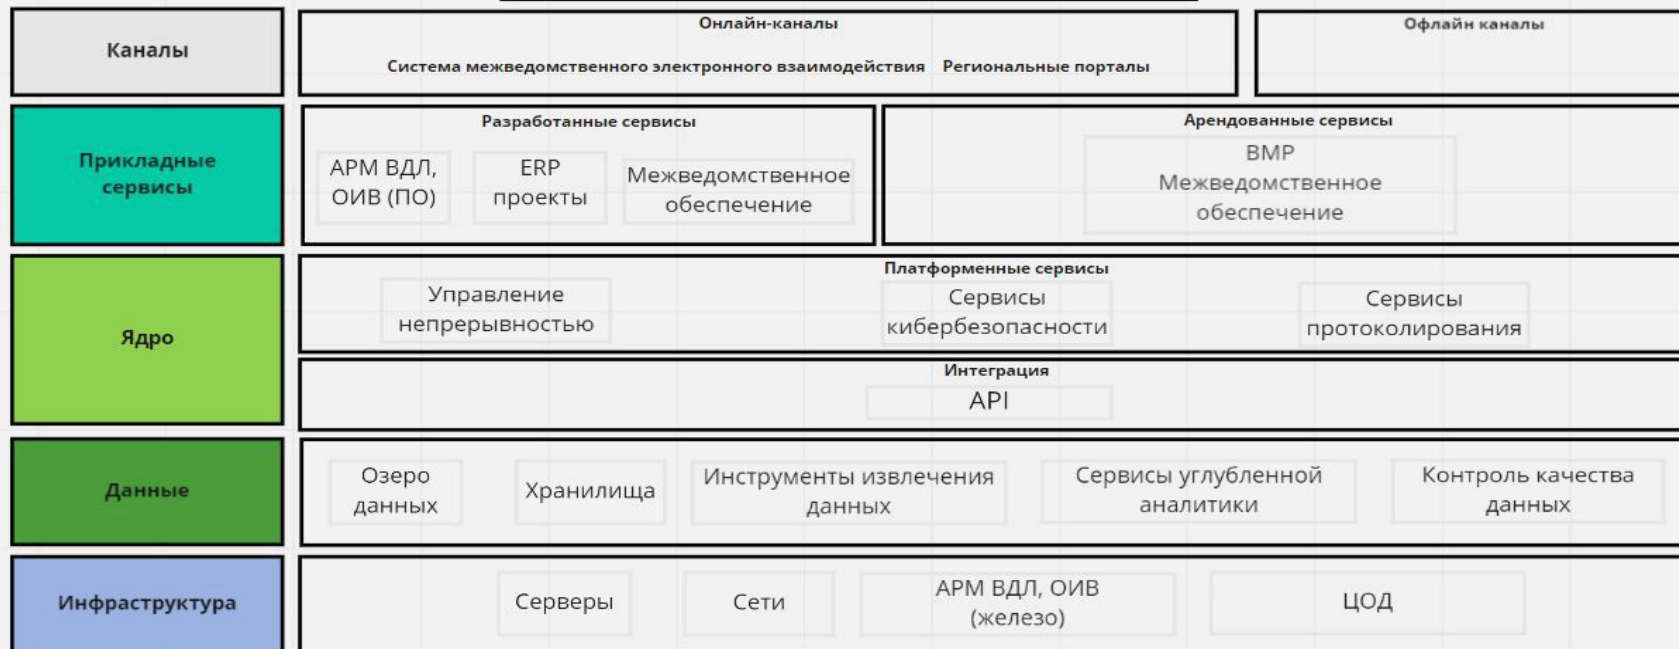 Каналы
Онлайн-каналы
Система межведомственного электронного взаимодействия Региональные порталы
Офлайн каналы
Прикладные
сервисы
Разработанные сервисы
АРМ ВДЛ,
ОИВ (ПО)
ERP
проекты
Межведомственное
обеспечение
Арендованные сервисы
ВМР
Межведомственное
обеспечение
Ядро
Платформенные сервисы
Управление
непрерывностью
Сервисы
кибербезопасности
Сервисы
протоколирования
Интеграция
API
Данные
Озеро
данных
Хранилища
Инструменты извлечения
данных
Сервисы углубленной
аналитики
Контроль качества
данных
Инфраструктура
Серверы
Сети
АРМ ВДЛ, ОИВ
(железо)
ЦОД